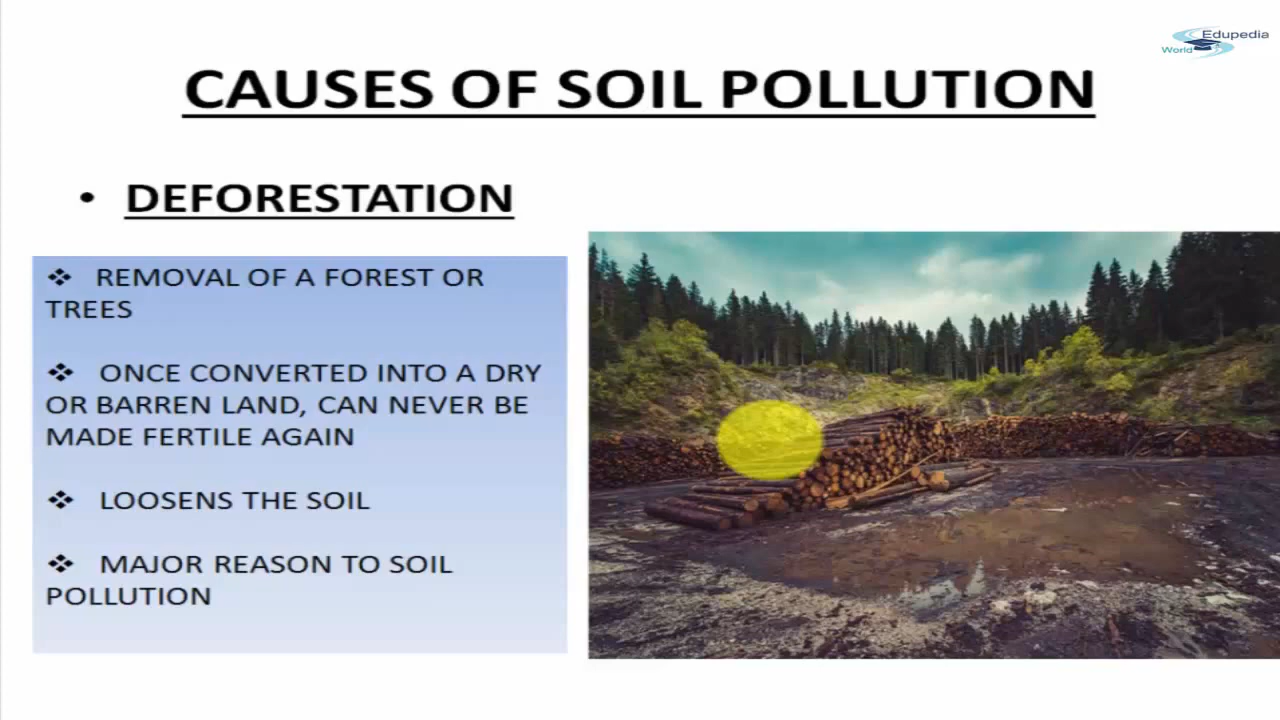 Edupedia
World
CAUSES OF SOIL POLLUTION
• DEFORESTATION
❖ REMOVAL OF A FOREST OR
TREES
❖ ONCE CONVERTED INTO A DRY
OR BARREN LAND, CAN NEVER BE
MADE FERTILE AGAIN
❖ LOOSENS THE SOIL
❖ MAJOR REASON TO SOIL
POLLUTION